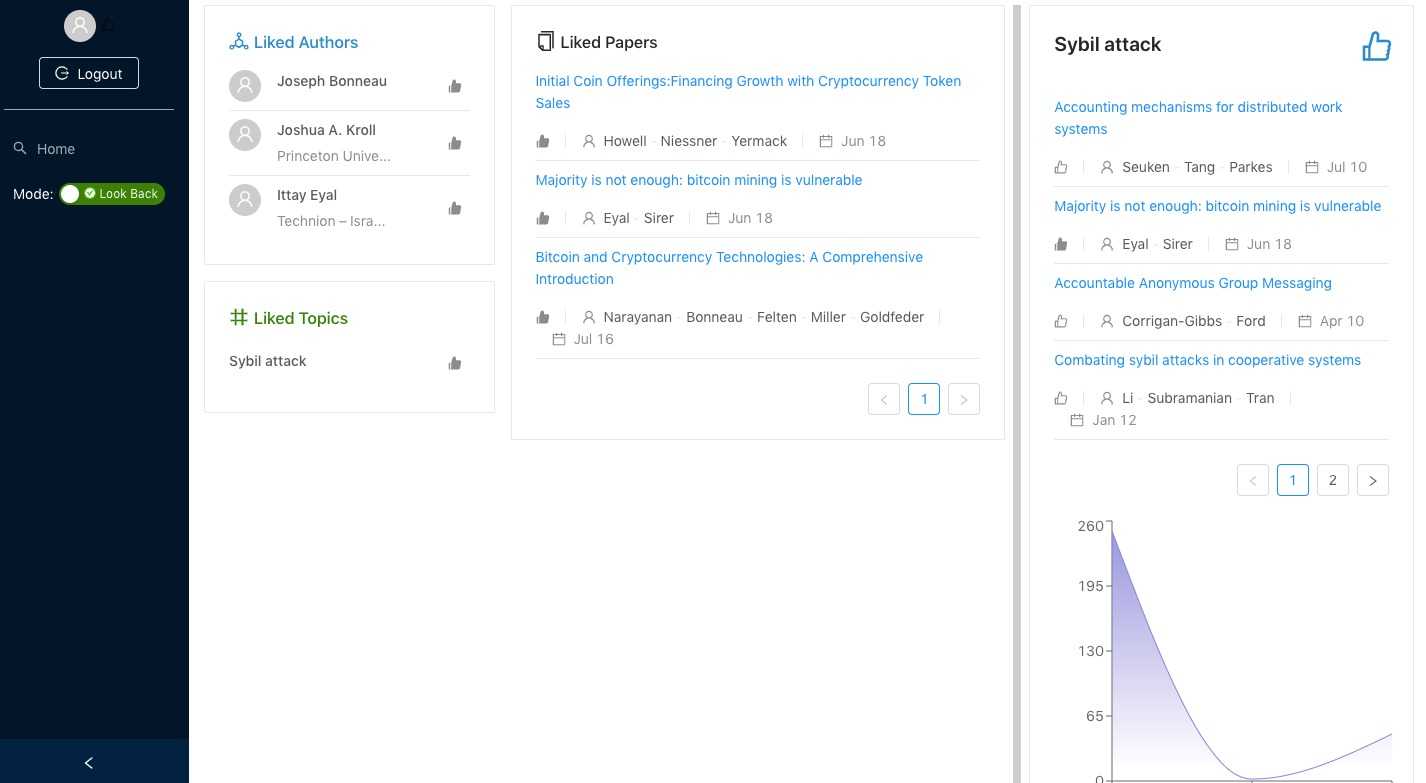 Logout
Home
Mode: Look Back
Liked Authors
Joseph Bonneau
Joshua A. Kroll
Princeton Unive...
Ittay Eyal
Technion – Isra...
Liked Topics
Sybil attack
Liked Papers
Initial Coin Offerings:Financing Growth with Cryptocurrency Token
Sales
Howell · Niessner · Yermack Jun 18
Majority is not enough: bitcoin mining is vulnerable
Eyal · Sirer Jun 18
Bitcoin and Cryptocurrency Technologies: A Comprehensive
Introduction
Narayanan · Bonneau · Felten · Miller · Goldfeder
Jul 16
< 1 >
Sybil attack
Accounting mechanisms for distributed work
systems
Seuken · Tang · Parkes Jul 10
Majority is not enough: bitcoin mining is vulnerable
Eyal · Sirer Jun 18
Accountable Anonymous Group Messaging
Corrigan-Gibbs · Ford Apr 10
Combating sybil attacks in cooperative systems
Li · Subramanian · Tran
Jan 12
< 1 2 >
260
195
130
65
0